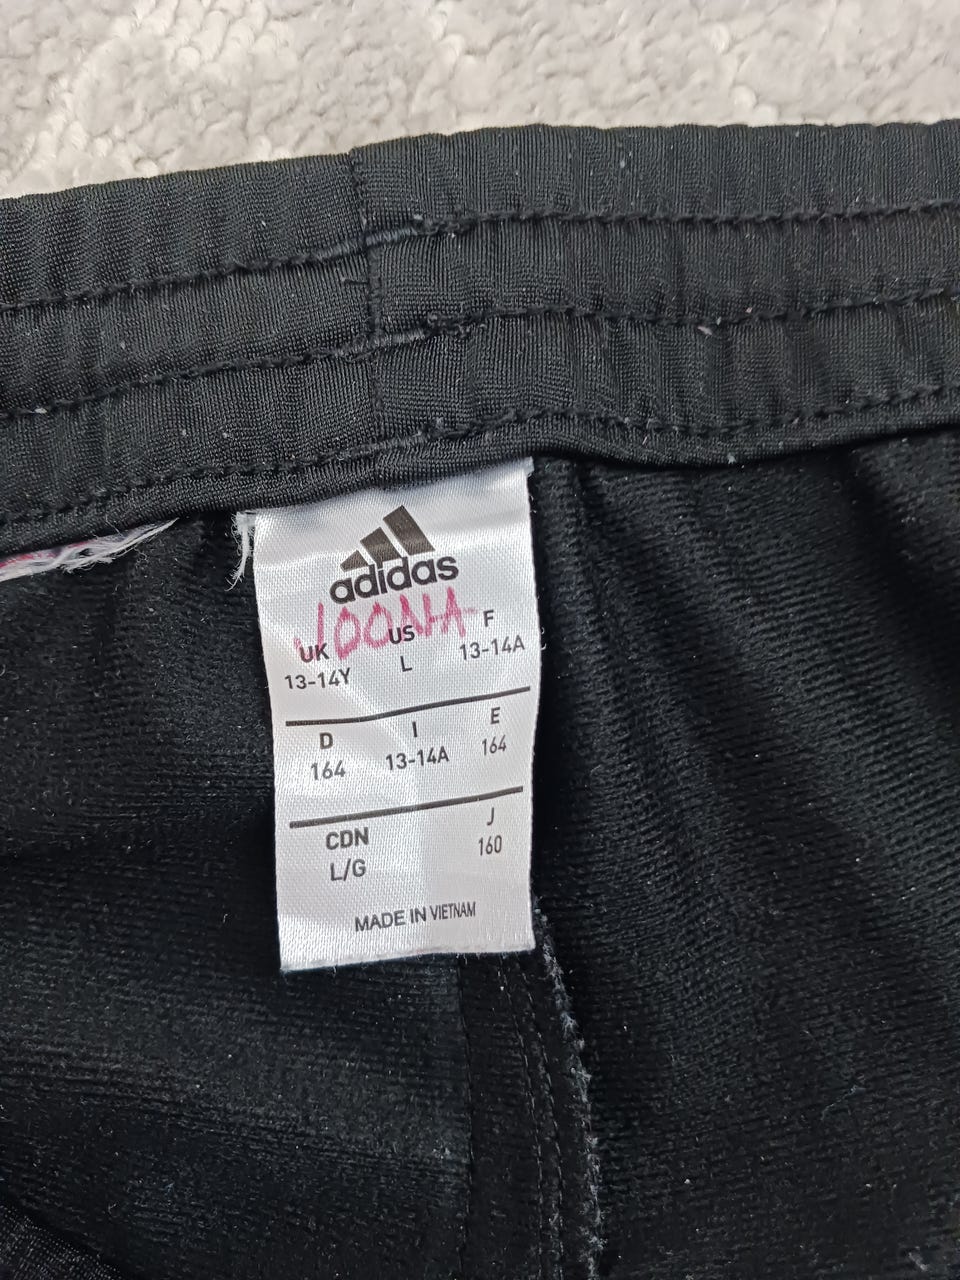 adidas
JOONA
UK US F
13-14Y L 13-14A
D I E
164 13-14A 164
CDN J
L/G 160
MADE IN VIETNAM